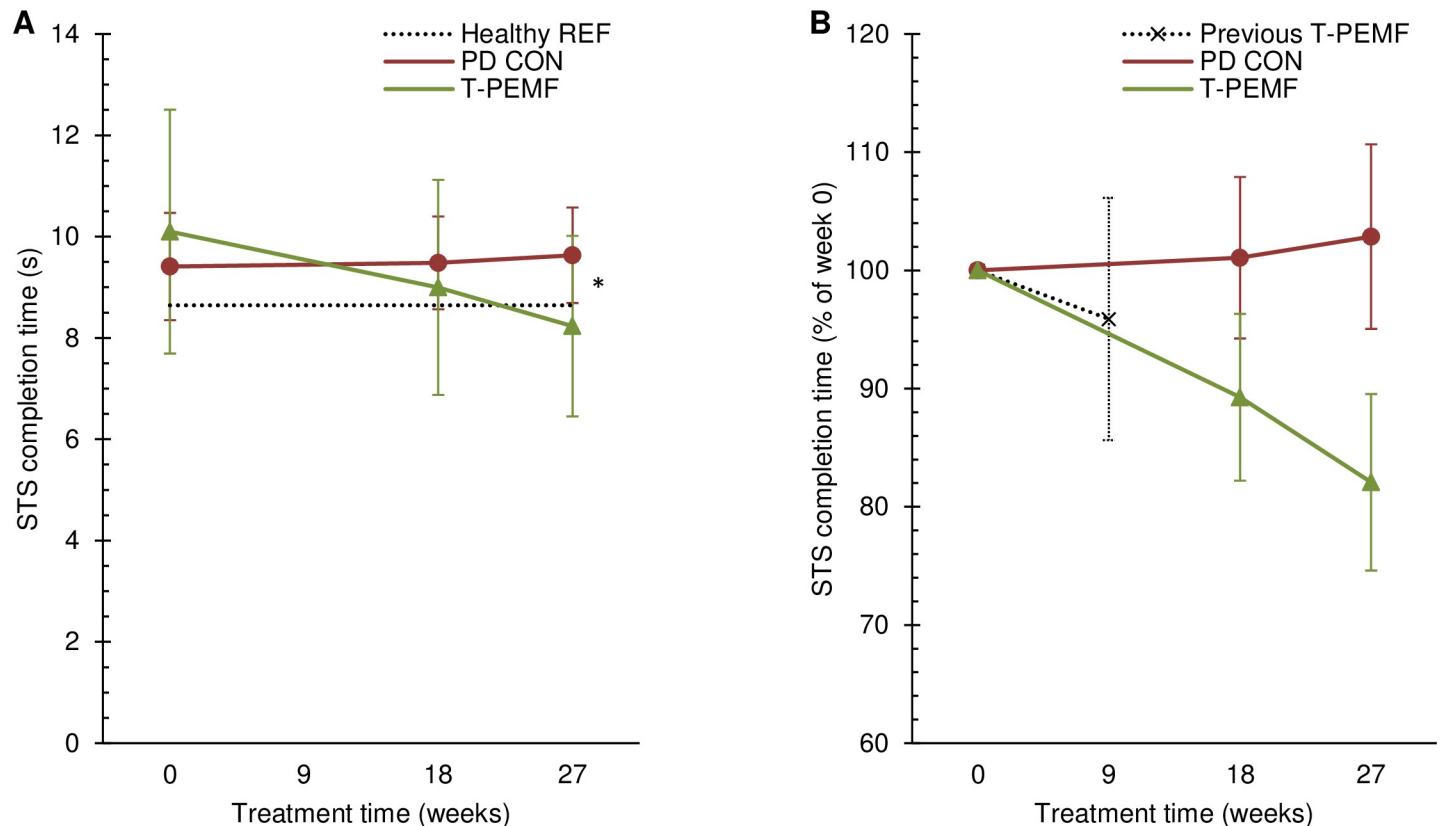 A
Healthy REF
PD CON
T-PEMF
STS completion time (s)
14
12
10
8
6
4
2
0
*
0 9 18 27
Treatment time (weeks)
B
Previous T-PEMF
PD CON
T-PEMF
STS completion time (% of week 0)
120
110
100
90
80
70
60
0 9 18 27
Treatment time (weeks)